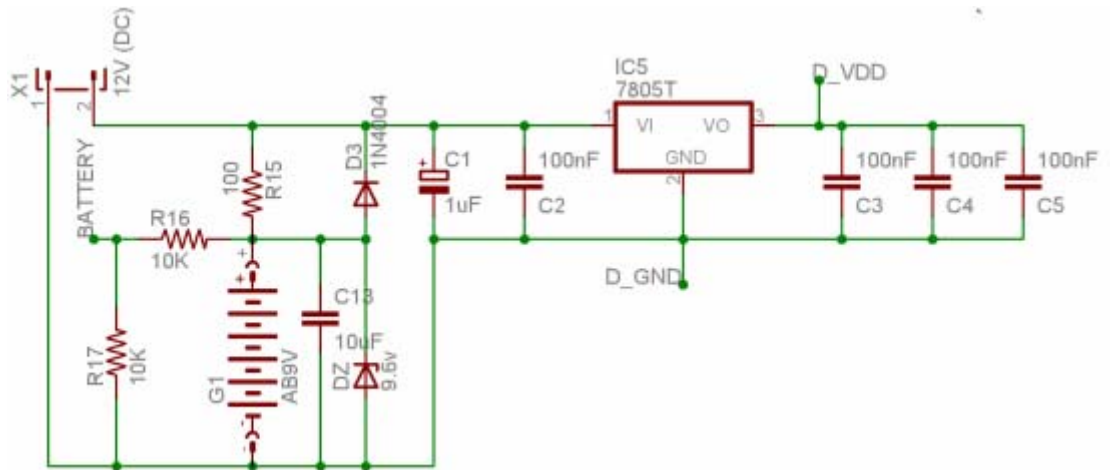 X1
1
2
12V (DC)
IC5
7805T
1
VI
VO
3
GND
2
D_VDD
BATTERY
100
R15
D3
1N4004
C1
+
1uF
100nF
C2
100nF
C3
100nF
C4
100nF
C5
R16
10K
D_GND
R17
10K
+
+
G1
AB9V
-
-
C13
10uF
DZ
9.6v